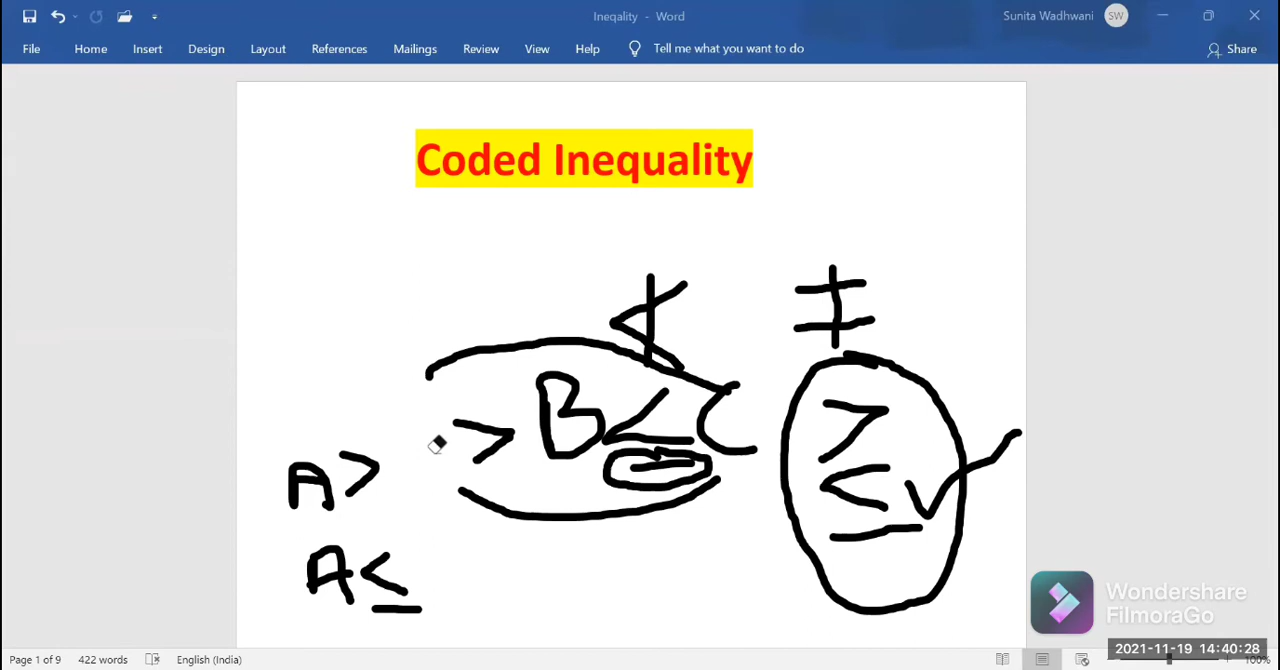 Ineqality - Word
Sunita Wadhwani SW
File Home Insert Design Layout References Mailings Review View Help Tell me what you want to do Share
Coded Inequality
≮ ≠
> B ≤ C
>
A >
<
A ≤
Wondershare
FilmoraGo
2021-11-19 14:40:28
Page 1 of 9 422 words English (India) 100%